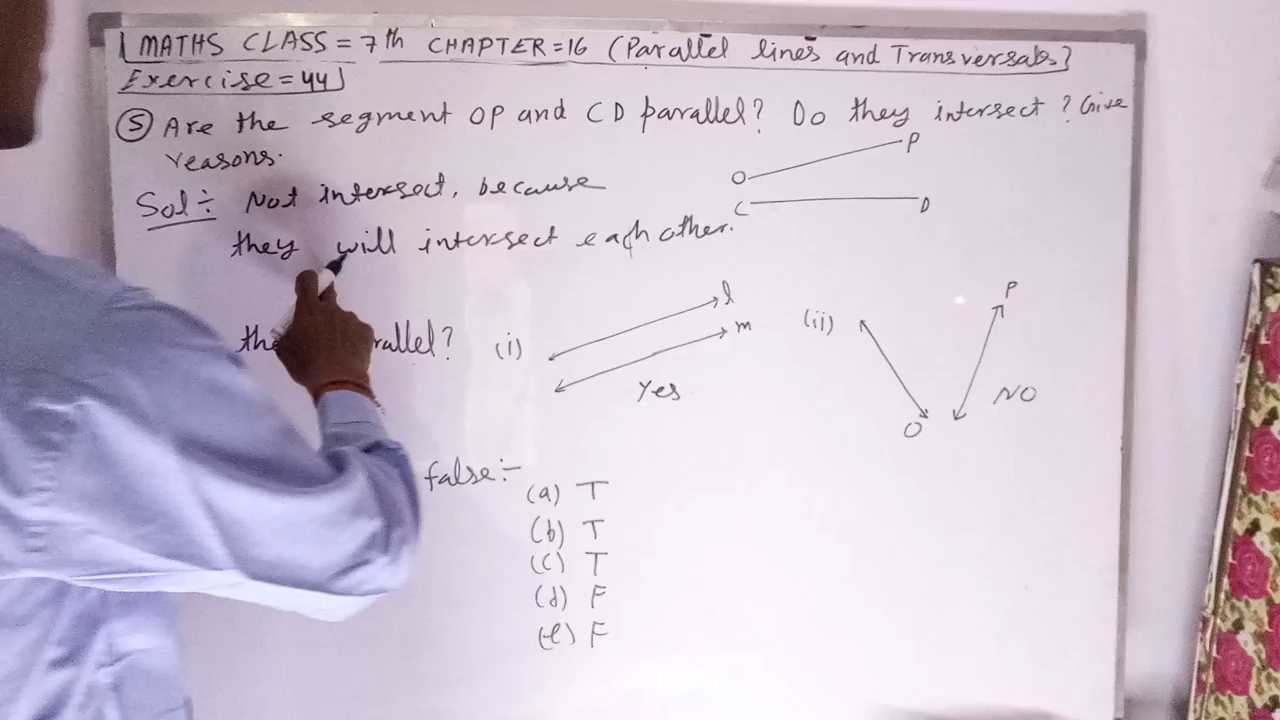 MATHS CLASS = 7th CHAPTER = 16 (Parallel lines and Transversals)
Exercise = 44
(5) Are the segment OP and CD parallel? Do they intersect? Give
reasons.
Sol ÷ Not intersect, because
they will intersect each other.
O P
C D
parallel? (i) l m Yes
(ii) P O NO
false:-
(a) T
(b) T
(c) T
(d) F
(e) F